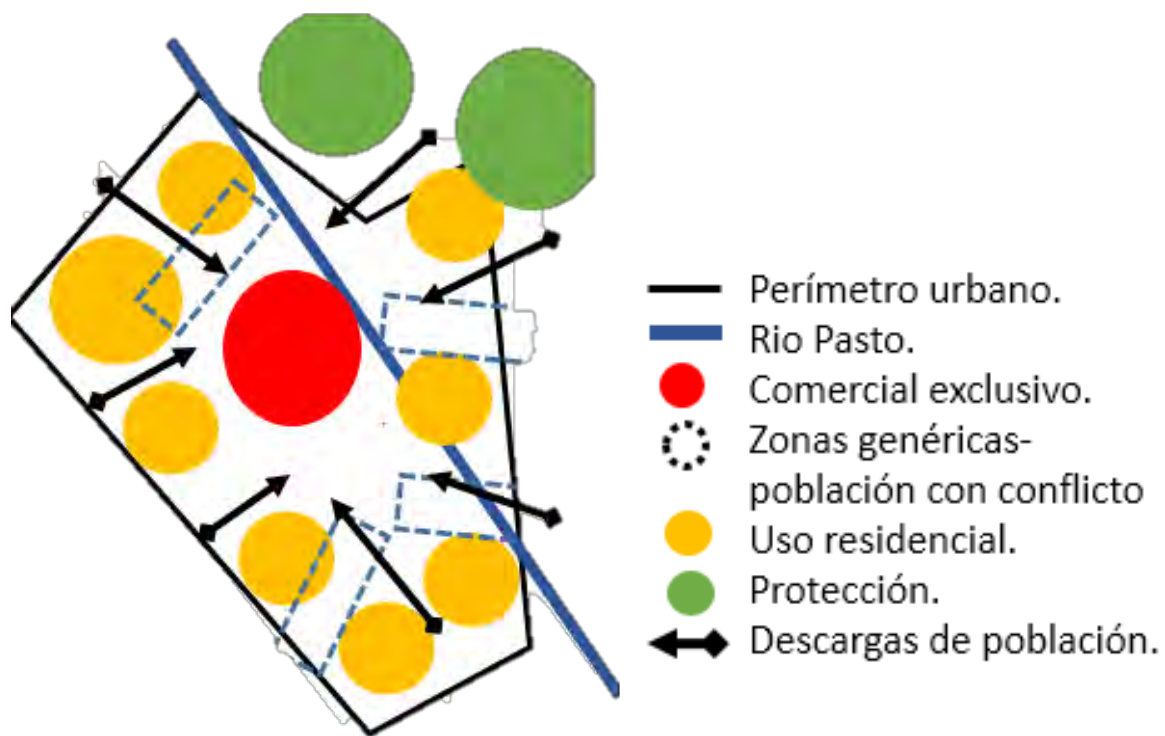 Perímetro urbano.
Rio Pasto.
Comercial exclusivo.
Zonas genéricas-
población con conflicto
Uso residencial.
Protección.
Descargas de población.